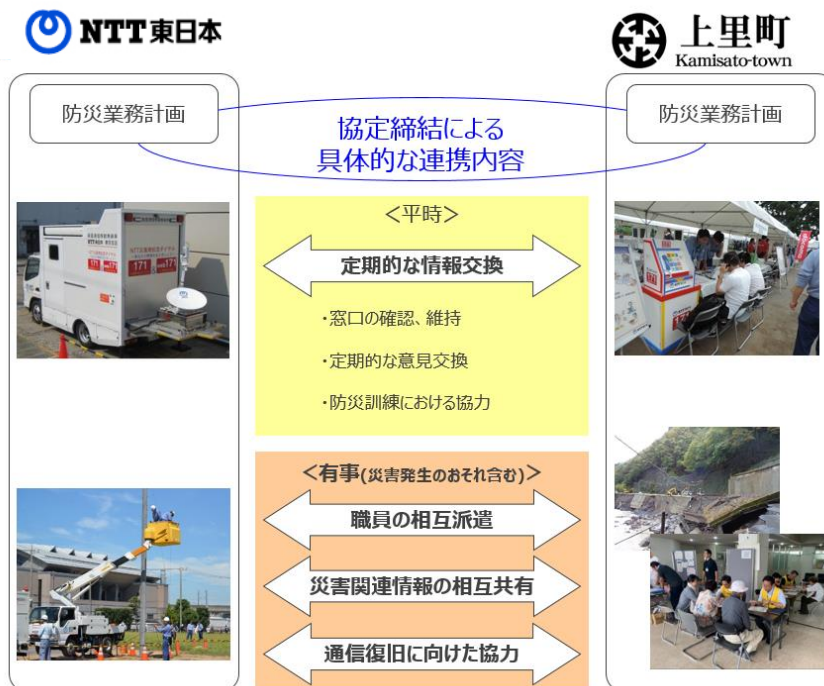 NTT東日本
上里町
Kamisato-town
防災業務計画
防災業務計画
協定締結による
具体的な連携内容
<平時>
定期的な情報交換
・窓口の確認、維持
・定期的な意見交換
・防災訓練における協力
<有事(災害発生のおそれ含む)>
職員の相互派遣
災害関連情報の相互共有
通信復旧に向けた協力
171
171